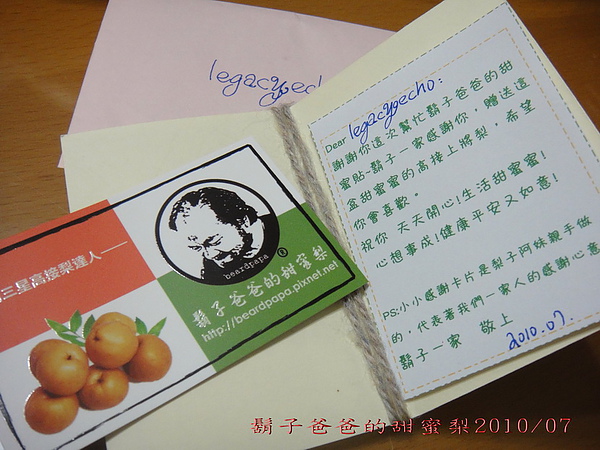 legacyecho
Dear legacyecho:
謝謝你這次幫忙鬍子爸爸的甜
蜜貼~鬍子一家感謝你，贈送這
盒甜蜜蜜的高接上將梨，希望
你會喜歡。
祝你 天天開心!生活甜蜜蜜!
心想事成!健康平安又如意!
PS:小小感謝卡片是梨子阿妹親手做
的，代表著我們一家人的感謝心意
鬍子一家 敬上
2010.07
三星高接梨達人
beardpapa
®
鬍子爸爸的甜蜜梨
http://beardpapa.pixnet.net
鬍子爸爸的甜蜜梨2010/07